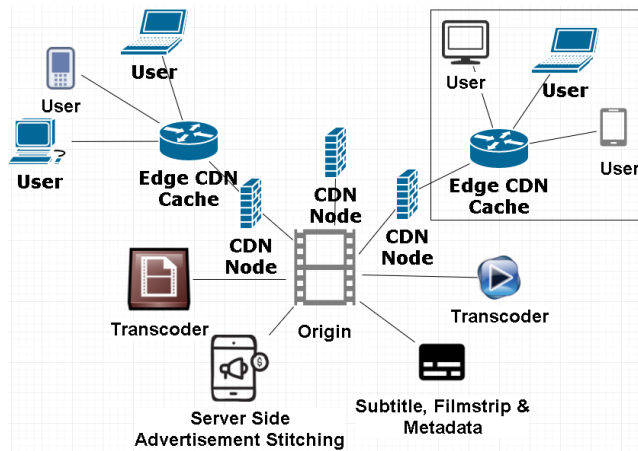 User
User
User
Edge CDN
Cache
User
User
User
Edge CDN
Cache
CDN
Node
CDN
Node
CDN
Node
Transcoder
Origin
Transcoder
$
Server Side
Advertisement Stitching
Subtitle, Filmstrip &
Metadata
?